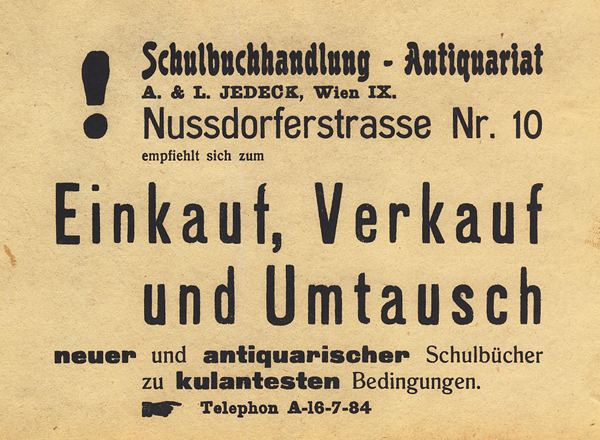 ! Schulbuchhandlung - Antiquariat
A. & L. JEDECK, Wien IX.
Nussdorferstrasse Nr. 10
empfiehlt sich zum
Einkauf, Verkauf
und Umtausch
neuer und antiquarischer Schulbücher
zu kulantesten Bedingungen.
Telephon A-16-7-84